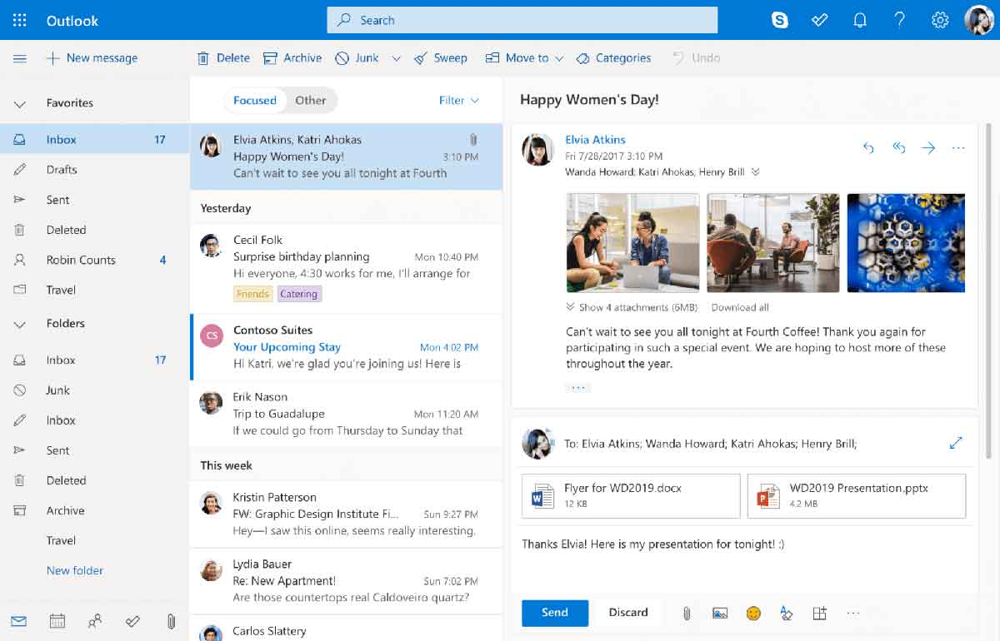 Outlook
Search
New message
Delete
Archive
Junk
Sweep
Move to
Categories
Undo
Favorites
Inbox 17
Drafts
Sent
Deleted
Robin Counts 4
Travel
Folders
Inbox 17
Junk
Inbox
Sent
Deleted
Archive
Travel
New folder
Focused Other Filter
Elvia Atkins, Katri Ahokas
Happy Women's Day! 3:10 PM
Can't wait to see you all tonight at Fourth
Yesterday
Cecil Folk
Surprise birthday planning Mon 10:40 PM
Hi everyone, 4:30 works for me, I'll arrange for
Friends Catering
CS
Contoso Suites
Your Upcoming Stay Mon 4:02 PM
Hi Katri, we're glad you're joining us! Here is
Erik Nason
Trip to Guadalupe Mon 11:20 AM
If we could go from Thursday to Sunday that
This week
Kristin Patterson
FW: Graphic Design Institute Fi... Sun 9:27 PM
Hey—I saw this online, seems really interesting.
Lydia Bauer
Re: New Apartment! Sun 7:02 PM
Are those countertops real Caldoveiro quartz?
Carlos Slattery
Happy Women's Day!
Elvia Atkins
Fri 7/28/2017 3:10 PM
Wanda Howard; Katri Ahokas; Henry Brill
Show 4 attachments (6MB) Download all
Can't wait to see you all tonight at Fourth Coffee! Thank you again for
participating in such a special event. We are hoping to host more of these
throughout the year.
...
To: Elvia Atkins; Wanda Howard; Katri Ahokas; Henry Brill;
Flyer for WD2019.docx
12 KB
WD2019 Presentation.pptx
4.2 MB
Thanks Elvia! Here is my presentation for tonight! :)
Send Discard